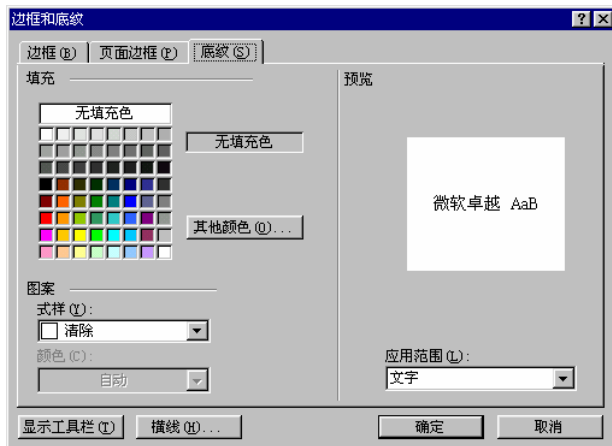 边框和底纹
边框(B) 页面边框(P) 底纹(S)
填充
无填充色
无填充色
其他颜色(O)...
图案
式样(Y):
清除
颜色(C):
自动
预览
微软卓越 AaB
应用范围(L):
文字
显示工具栏(T) 横线(H)... 确定 取消